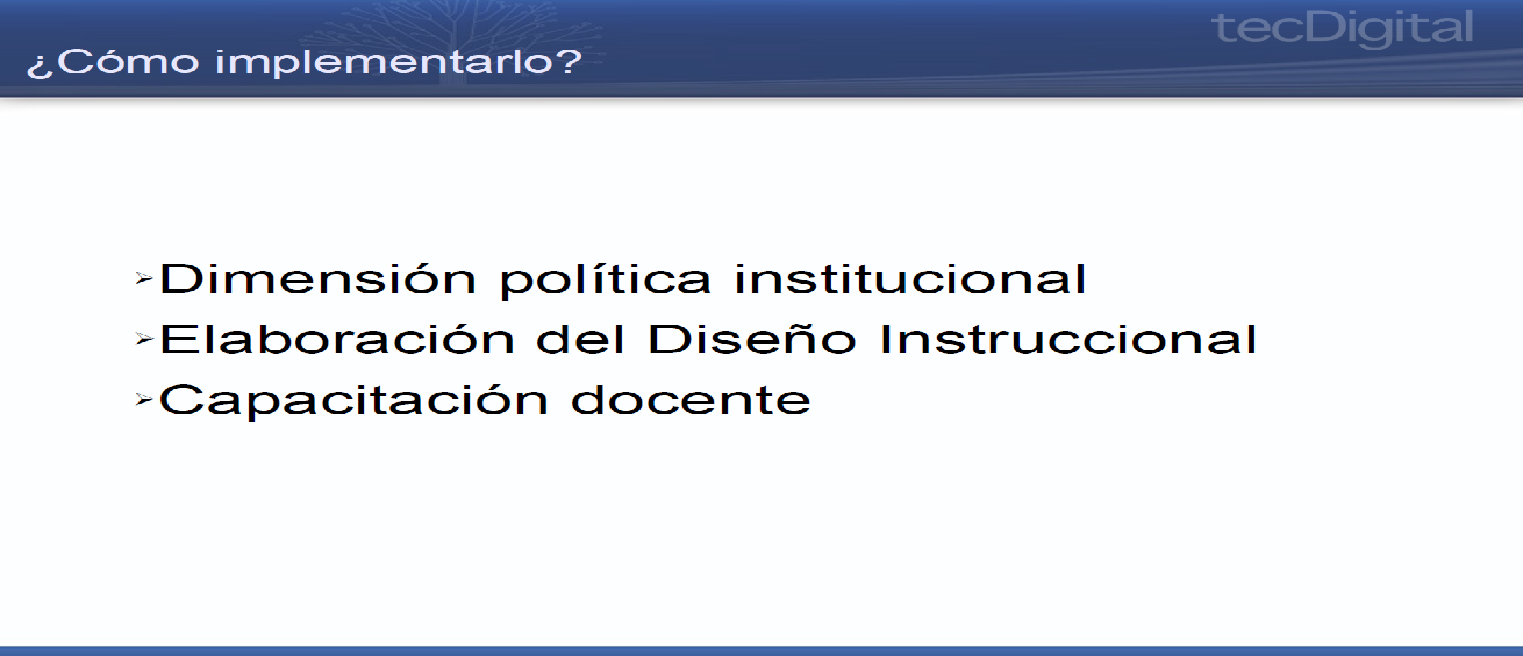 tecDigital
¿Cómo implementarlo?
➢Dimensión política institucional
➢Elaboración del Diseño Instruccional
➢Capacitación docente